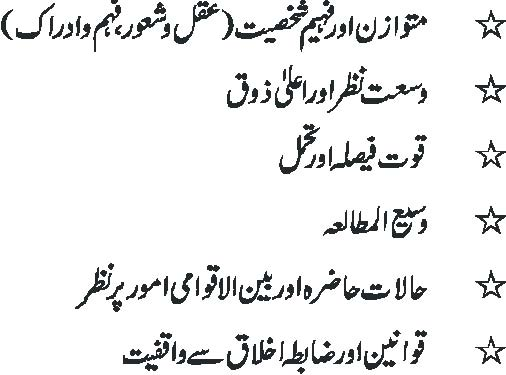 ☆ متوازن اور فہیم شخصیت (عقل و شعور، فہم و ادراک)
☆ وسعت نظر اور اعلیٰ ذوق
☆ قوت فیصلہ اور تحمل
☆ وسیع المطالعہ
☆ حالات حاضرہ اور بین الاقوامی امور پر نظر
☆ قوانین اور ضابطہ اخلاق سے واقفیت